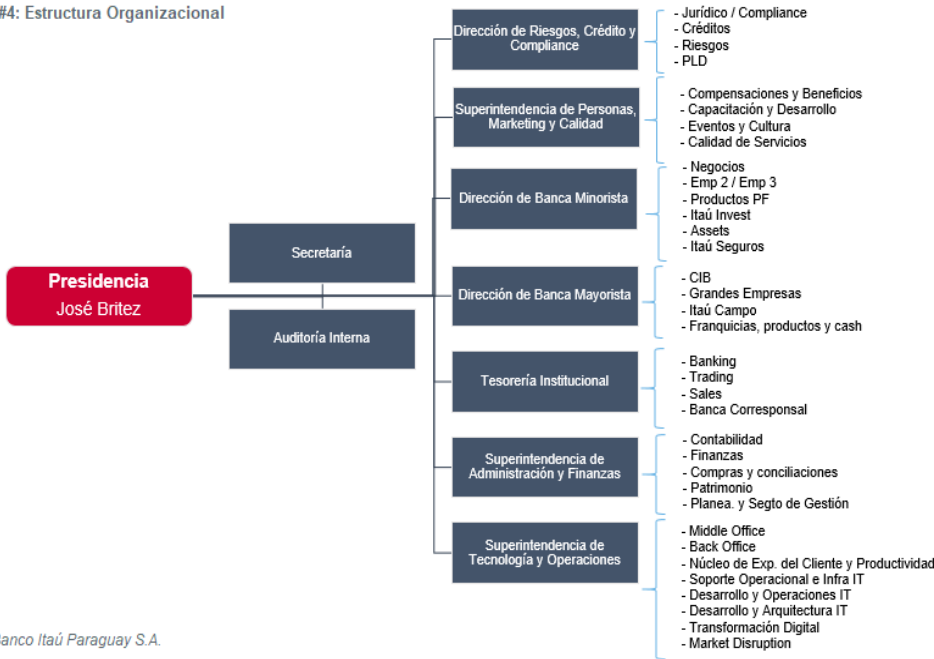 #4: Estructura Organizacional
Presidencia
José Britez
Secretaría
Auditoría Interna
Dirección de Riesgos, Crédito y
Compliance
- Jurídico / Compliance
- Créditos
- Riesgos
- PLD
Superintendencia de Personas,
Marketing y Calidad
- Compensaciones y Beneficios
- Capacitación y Desarrollo
- Eventos y Cultura
- Calidad de Servicios
Dirección de Banca Minorista
- Negocios
- Emp 2 / Emp 3
- Productos PF
- Itaú Invest
- Assets
- Itaú Seguros
Dirección de Banca Mayorista
- CIB
- Grandes Empresas
- Itaú Campo
- Franquicias, productos y cash
Tesorería Institucional
- Banking
- Trading
- Sales
- Banca Corresponsal
Superintendencia de
Administración y Finanzas
- Contabilidad
- Finanzas
- Compras y conciliaciones
- Patrimonio
- Planea. y Segto de Gestión
Superintendencia de
Tecnología y Operaciones
- Middle Office
- Back Office
- Núcleo de Exp. del Cliente y Productividad
- Soporte Operacional e Infra IT
- Desarrollo y Operaciones IT
- Desarrollo y Arquitectura IT
- Transformación Digital
- Market Disruption
Banco Itaú Paraguay S.A.